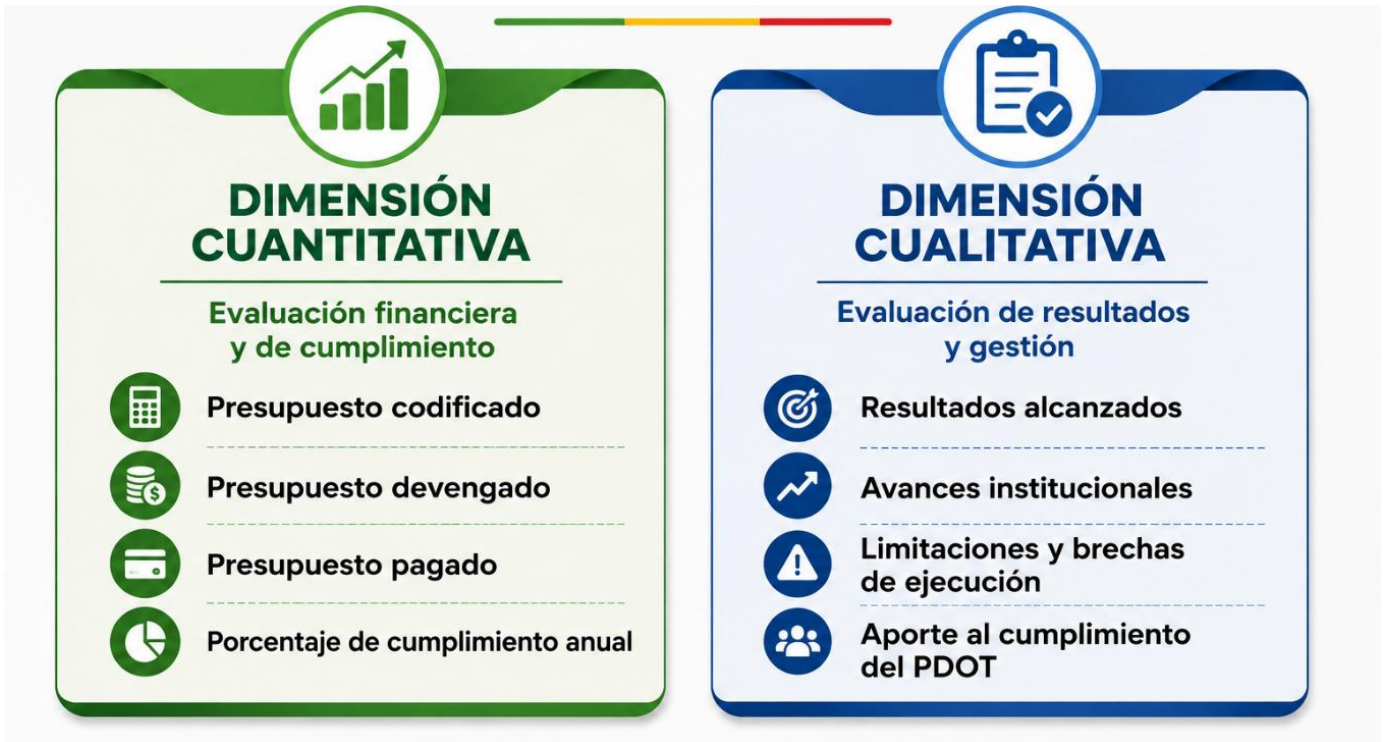 DIMENSIÓN
CUANTITATIVA
Evaluación financiera
y de cumplimiento
Presupuesto codificado
Presupuesto devengado
Presupuesto pagado
Porcentaje de cumplimiento anual
DIMENSIÓN
CUALITATIVA
Evaluación de resultados
y gestión
Resultados alcanzados
Avances institucionales
Limitaciones y brechas
de ejecución
Aporte al cumplimiento
del PDOT